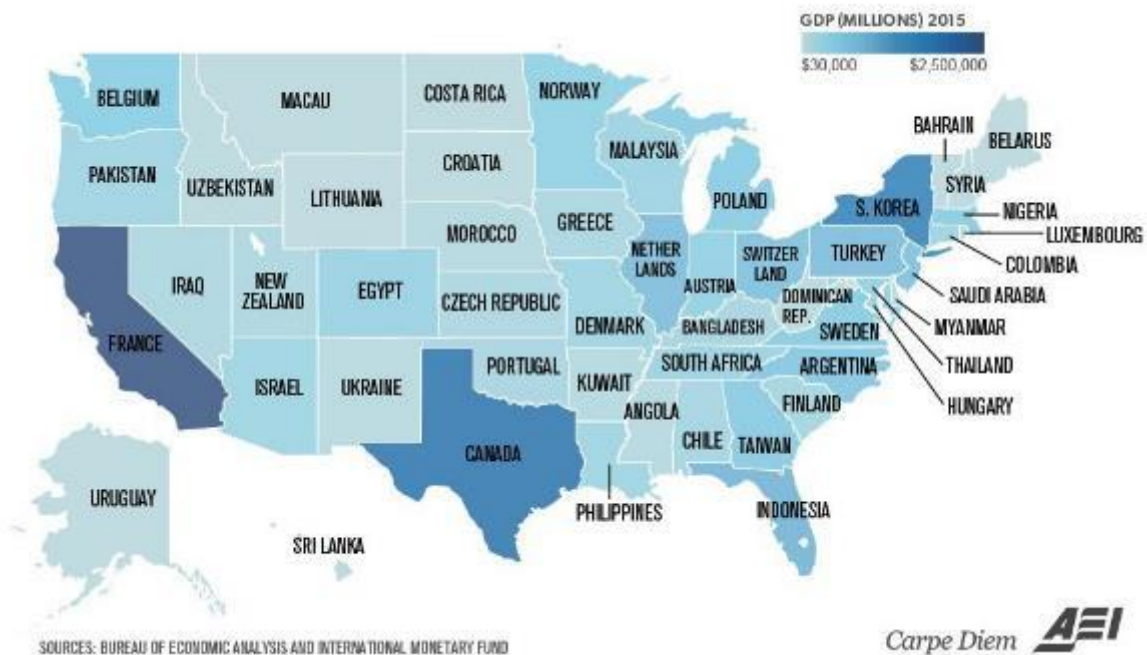 GDP (MILLIONS) 2015
$30,000 $2,500,000
BELGIUM
MACAU
COSTA RICA
NORWAY
BAHRAIN
BELARUS
PAKISTAN
UZBEKISTAN
LITHUANIA
CROATIA
MALAYSIA
SYRIA
GREECE
POLAND
S. KOREA
NIGERIA
LUXEMBOURG
MOROCCO
NETHER
LANDS
SWITZER
LAND
TURKEY
COLOMBIA
IRAQ
NEW
ZEALAND
EGYPT
CZECH REPUBLIC
AUSTRIA
DOMINICAN
REP.
SAUDI ARABIA
FRANCE
DENMARK
BANGLADESH
SWEDEN
MYANMAR
ISRAEL
UKRAINE
PORTUGAL
SOUTH AFRICA
ARGENTINA
THAILAND
KUWAIT
ANGOLA
FINLAND
HUNGARY
CANADA
CHILE
TAIWAN
URUGUAY
PHILIPPINES
INDONESIA
SRI LANKA
SOURCES: BUREAU OF ECONOMIC ANALYSIS AND INTERNATIONAL MONETARY FUND
Carpe Diem AEI